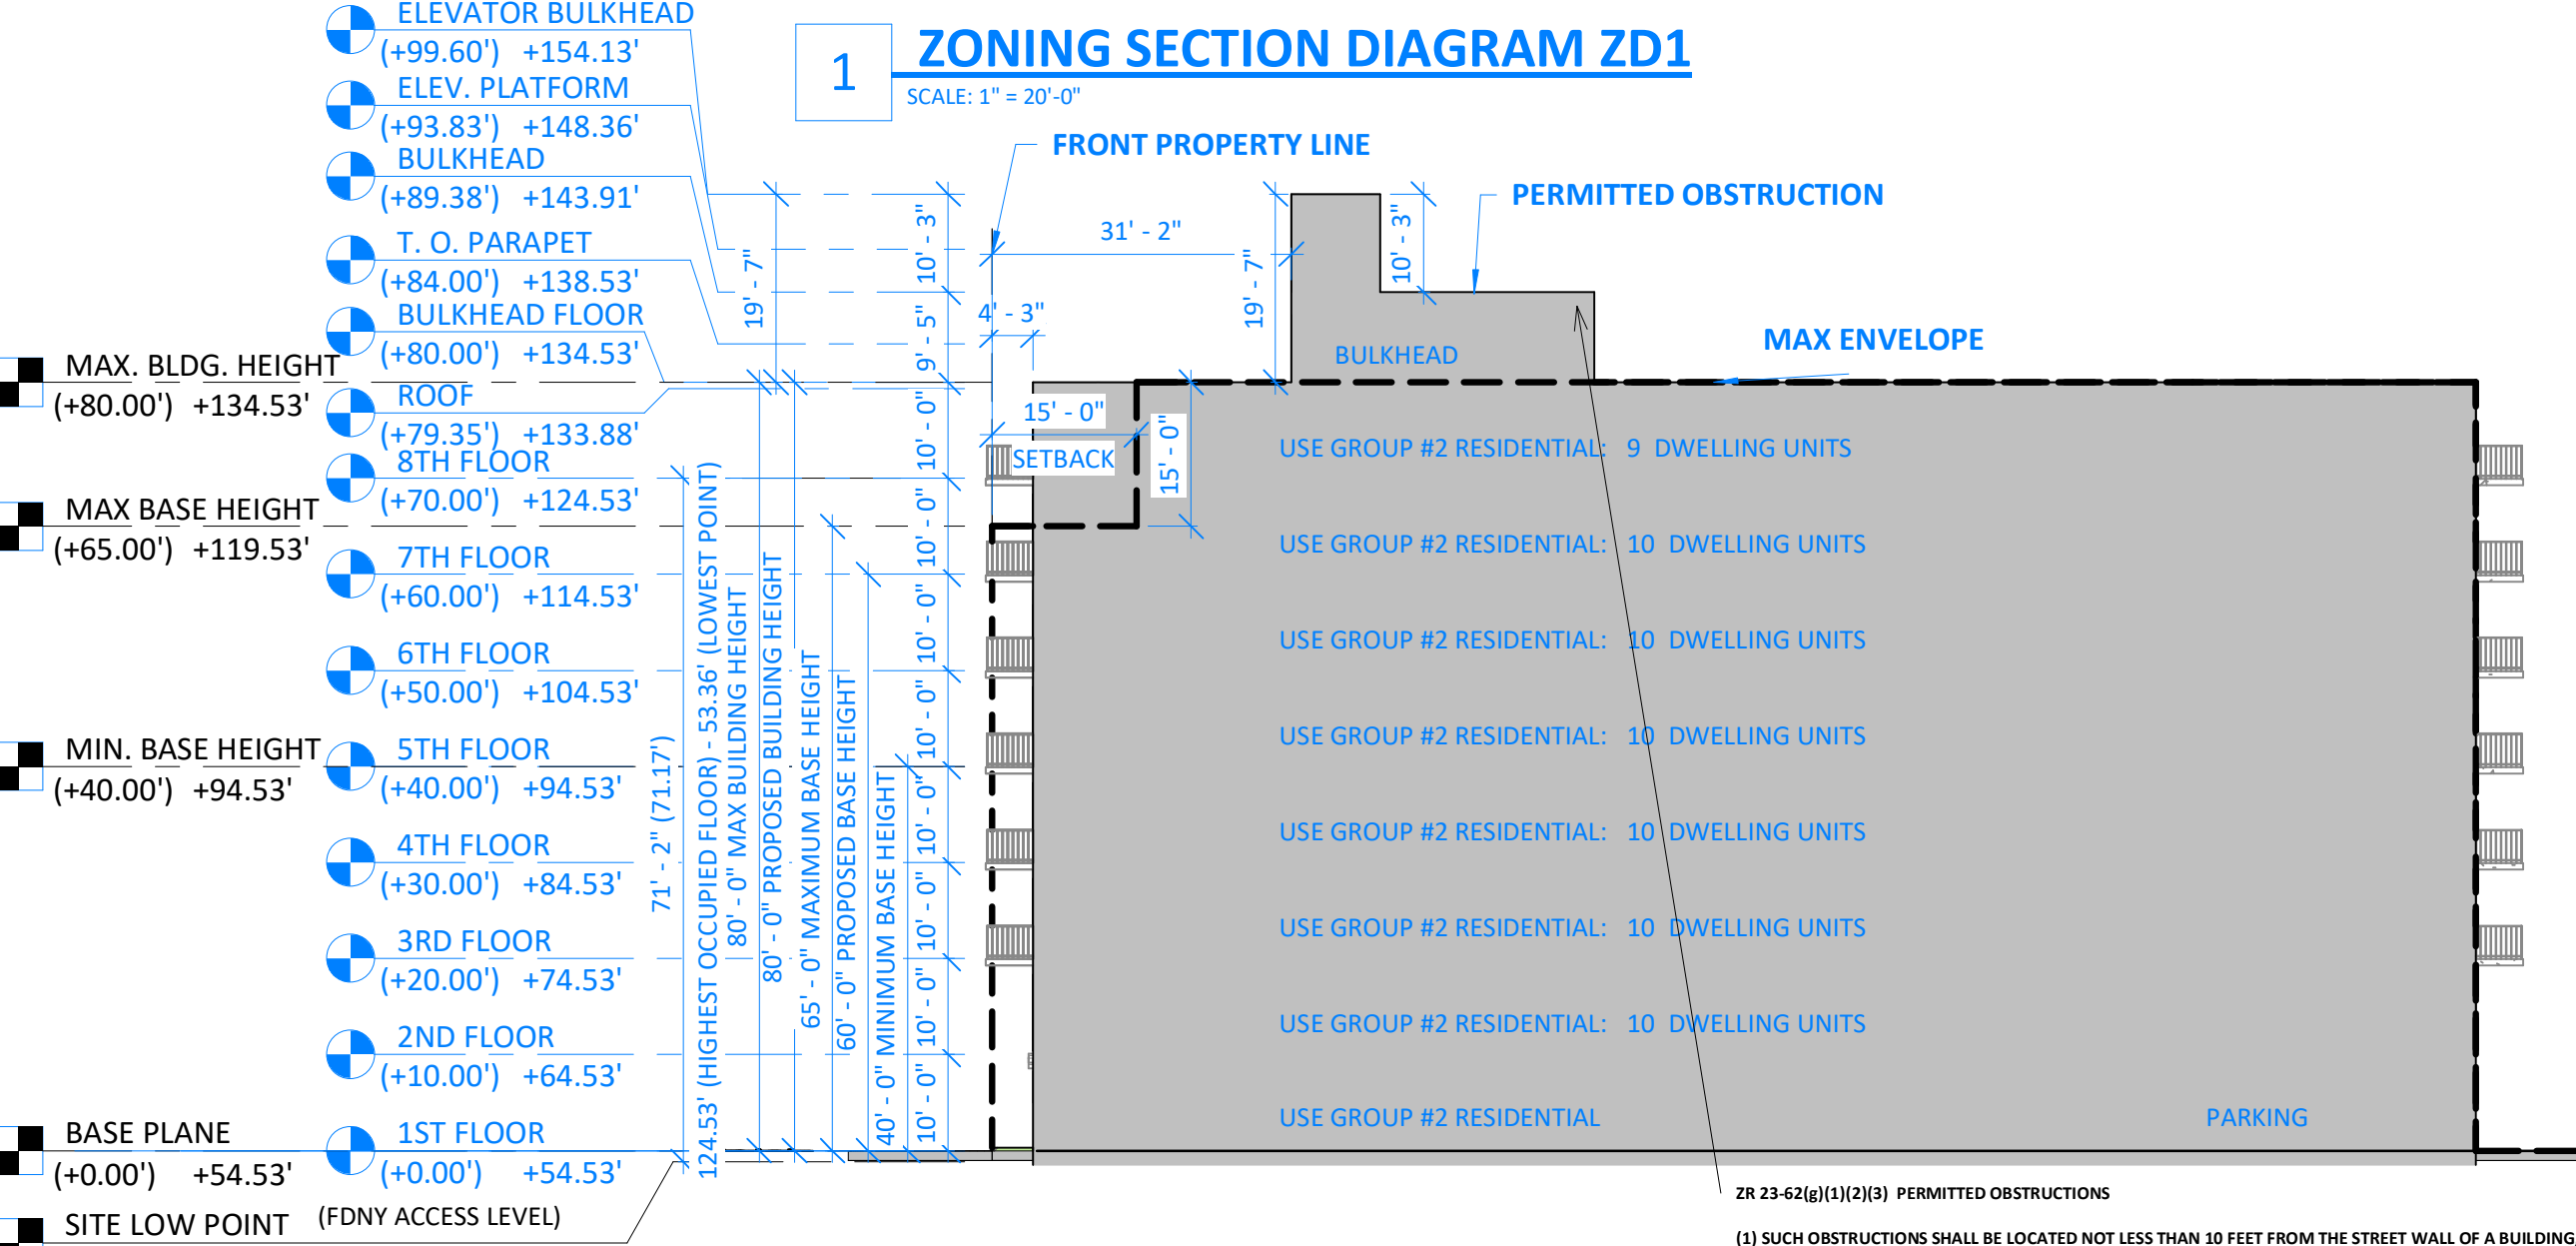 1
ZONING SECTION DIAGRAM ZD1
SCALE: 1" = 20'-0"
ELEVATOR BULKHEAD
(+99.60') +154.13'
ELEV. PLATFORM
(+93.83') +148.36'
BULKHEAD
(+89.38') +143.91'
T. O. PARAPET
(+84.00') +138.53'
BULKHEAD FLOOR
(+80.00') +134.53'
ROOF
(+79.35') +133.88'
8TH FLOOR
(+70.00') +124.53'
7TH FLOOR
(+60.00') +114.53'
6TH FLOOR
(+50.00') +104.53'
5TH FLOOR
(+40.00') +94.53'
4TH FLOOR
(+30.00') +84.53'
3RD FLOOR
(+20.00') +74.53'
2ND FLOOR
(+10.00') +64.53'
1ST FLOOR
(+0.00') +54.53'
MAX. BLDG. HEIGHT
(+80.00') +134.53'
MAX BASE HEIGHT
(+65.00') +119.53'
MIN. BASE HEIGHT
(+40.00') +94.53'
BASE PLANE
(+0.00') +54.53'
SITE LOW POINT (FDNY ACCESS LEVEL)
71' - 2" (71.17')
124.53' (HIGHEST OCCUPIED FLOOR) - 53.36' (LOWEST POINT)
80' - 0" MAX BUILDING HEIGHT
80' - 0" PROPOSED BUILDING HEIGHT
65' - 0" MAXIMUM BASE HEIGHT
60' - 0" PROPOSED BASE HEIGHT
40' - 0" MINIMUM BASE HEIGHT
19' - 7"
10' - 3"
9' - 5"
10' - 0"
10' - 0"
10' - 0"
10' - 0"
10' - 0"
10' - 0"
10' - 0"
10' - 0"
FRONT PROPERTY LINE
31' - 2"
4' - 3"
19' - 7"
10' - 3"
PERMITTED OBSTRUCTION
MAX ENVELOPE
BULKHEAD
15' - 0"
SETBACK
15' - 0"
USE GROUP #2 RESIDENTIAL: 9 DWELLING UNITS
USE GROUP #2 RESIDENTIAL: 10 DWELLING UNITS
USE GROUP #2 RESIDENTIAL: 10 DWELLING UNITS
USE GROUP #2 RESIDENTIAL: 10 DWELLING UNITS
USE GROUP #2 RESIDENTIAL: 10 DWELLING UNITS
USE GROUP #2 RESIDENTIAL: 10 DWELLING UNITS
USE GROUP #2 RESIDENTIAL: 10 DWELLING UNITS
USE GROUP #2 RESIDENTIAL
PARKING
ZR 23-62(g)(1)(2)(3) PERMITTED OBSTRUCTIONS
(1) SUCH OBSTRUCTIONS SHALL BE LOCATED NOT LESS THAN 10 FEET FROM THE STREET WALL OF A BUILDING,